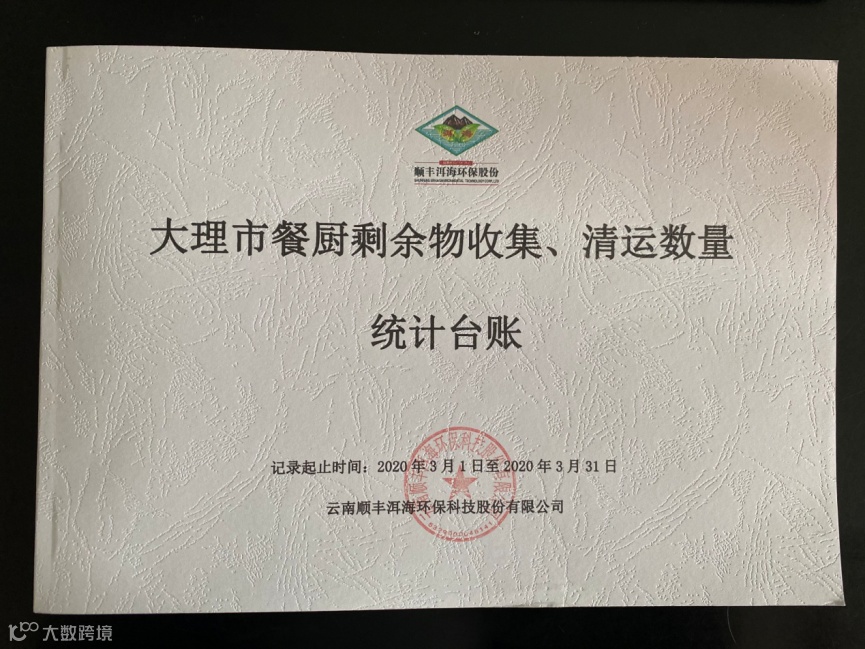 顺丰洱海环保股份
大理市餐厨剩余物收集、清运数量
统计台账
记录起止时间：2020年3月1日至2020年3月31日
云南顺丰洱海环保科技股份有限公司
大数跨境